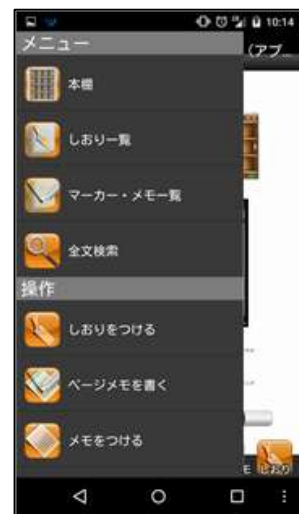 10:14
メニュー
(アプ...
本棚
しおり一覧
マーカー・メモ一覧
全文検索
操作
しおりをつける
ページメモを書く
メモをつける
モ しおり